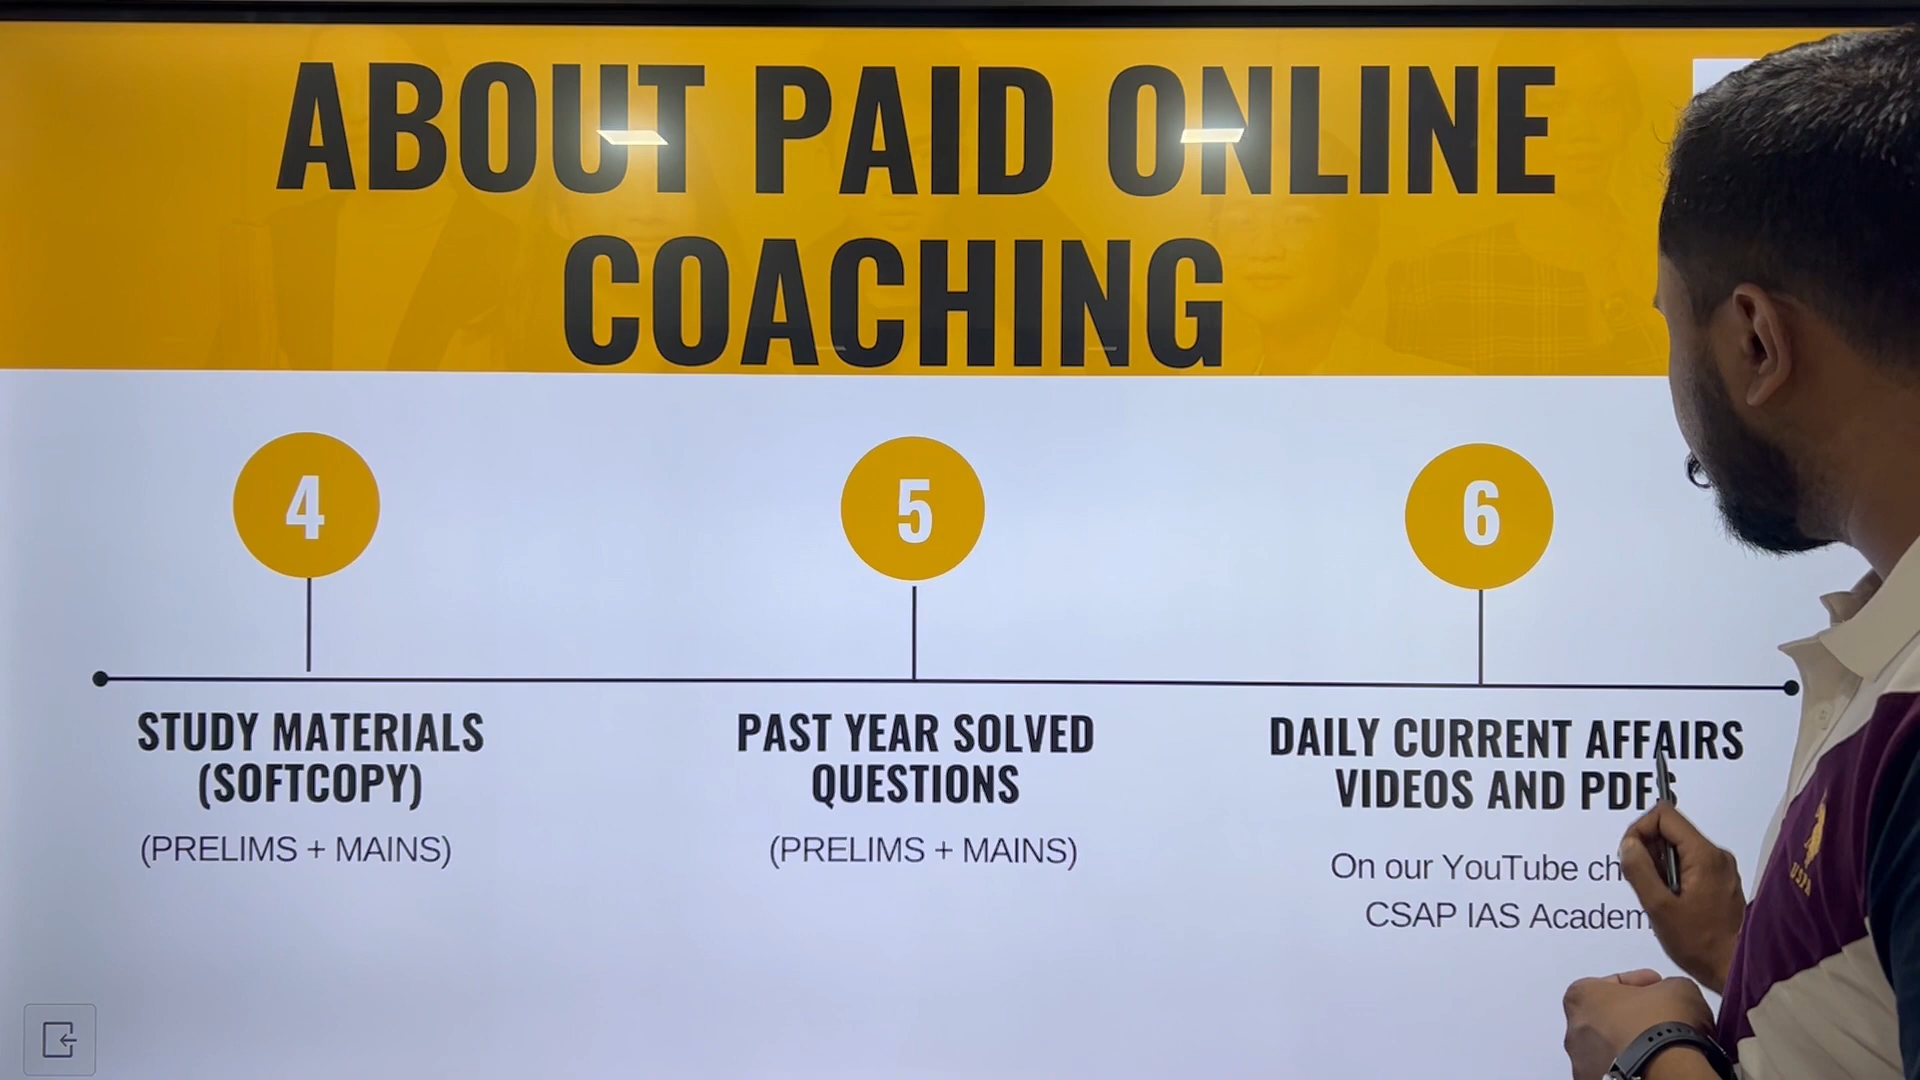 ABOUT PAID ONLINE
COACHING
4
5
6
STUDY MATERIALS
(SOFTCOPY)
(PRELIMS + MAINS)
PAST YEAR SOLVED
QUESTIONS
(PRELIMS + MAINS)
DAILY CURRENT AFFAIRS
VIDEOS AND PDFS
On our YouTube
CSAP IAS